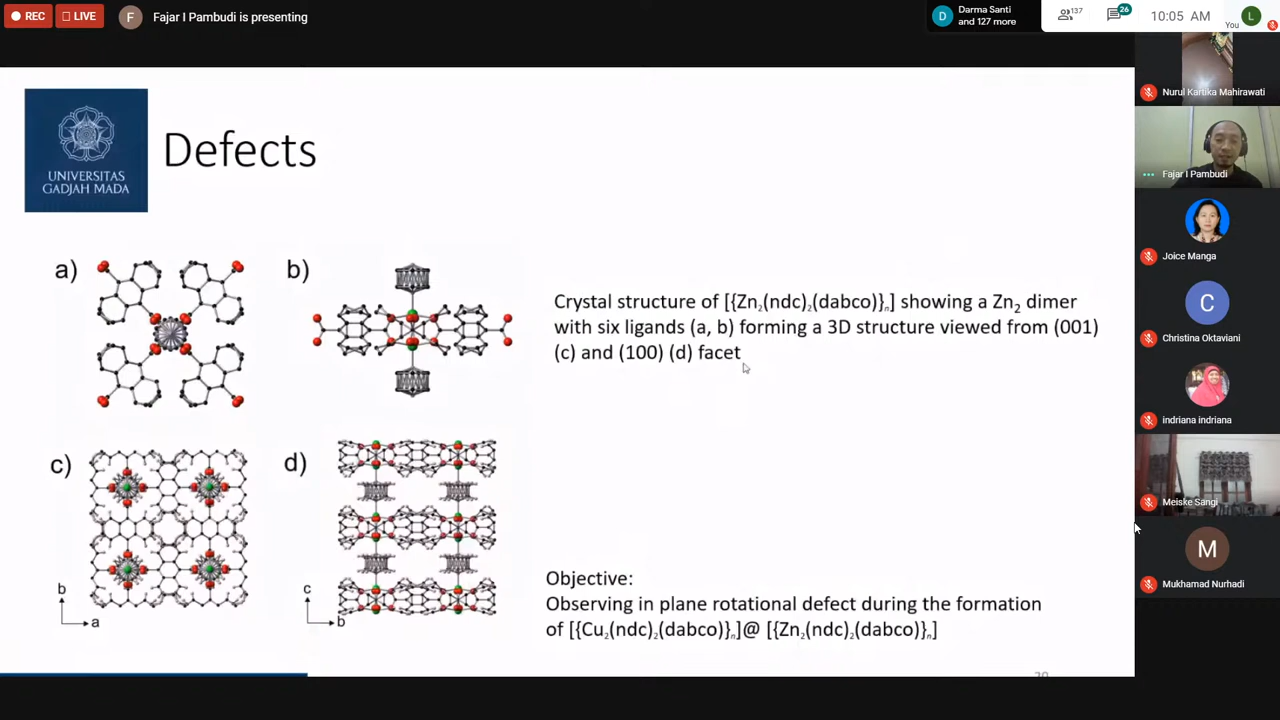 REC
LIVE
F
Fajar I Pambudi is presenting
D
Darma Santi
and 127 more
137
26
10:05 AM
You
L
UNIVERSITAS
GADJAH MADA
Defects
a)
b)
Crystal structure of [{Zn2(ndc)2(dabco)}n] showing a Zn2 dimer
with six ligands (a, b) forming a 3D structure viewed from (001)
(c) and (100) (d) facet
c)
d)
b
a
c
b
Objective:
Observing in plane rotational defect during the formation
of [{Cu2(ndc)2(dabco)}n]@ [{Zn2(ndc)2(dabco)}n]
Nurul Kartika Mahirawati
Fajar I Pambudi
Joice Manga
C
Christina Oktaviani
indriana indriana
Meiske Sangi
M
Mukhamad Nurhadi